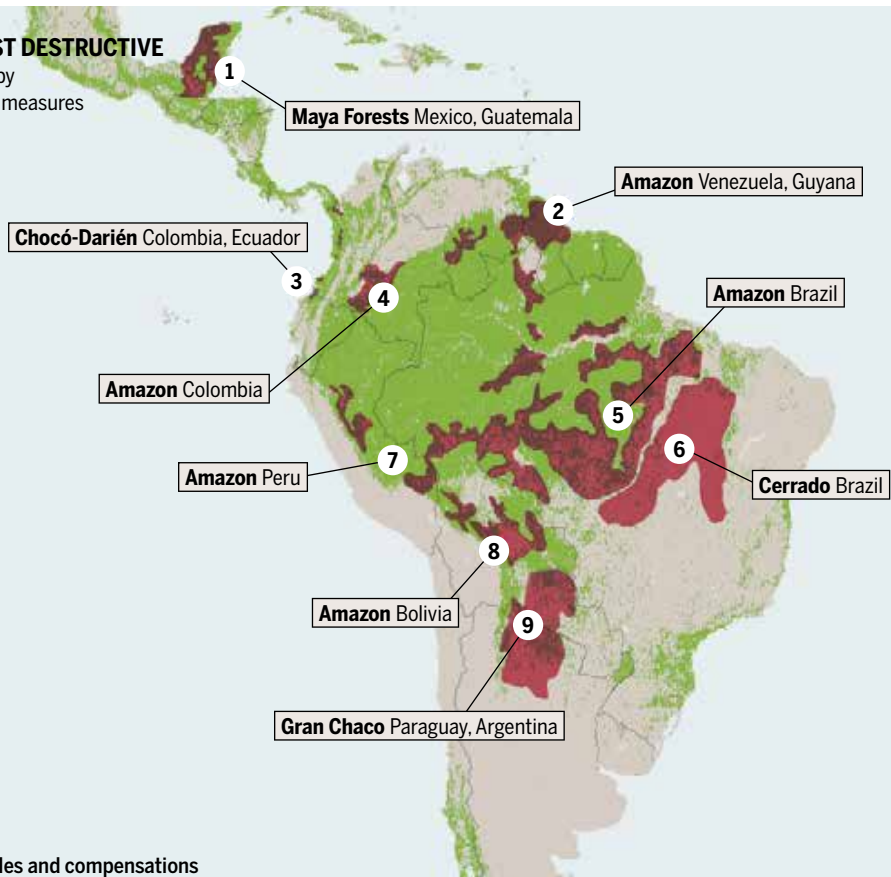 DESTRUCTIVE
by
measures
1
Maya Forests Mexico, Guatemala
Amazon Venezuela, Guyana
2
Chocó-Darién Colombia, Ecuador
3
4
Amazon Brazil
Amazon Colombia
5
6
7
Amazon Peru
Cerrado Brazil
8
Amazon Bolivia
9
Gran Chaco Paraguay, Argentina
and compensations